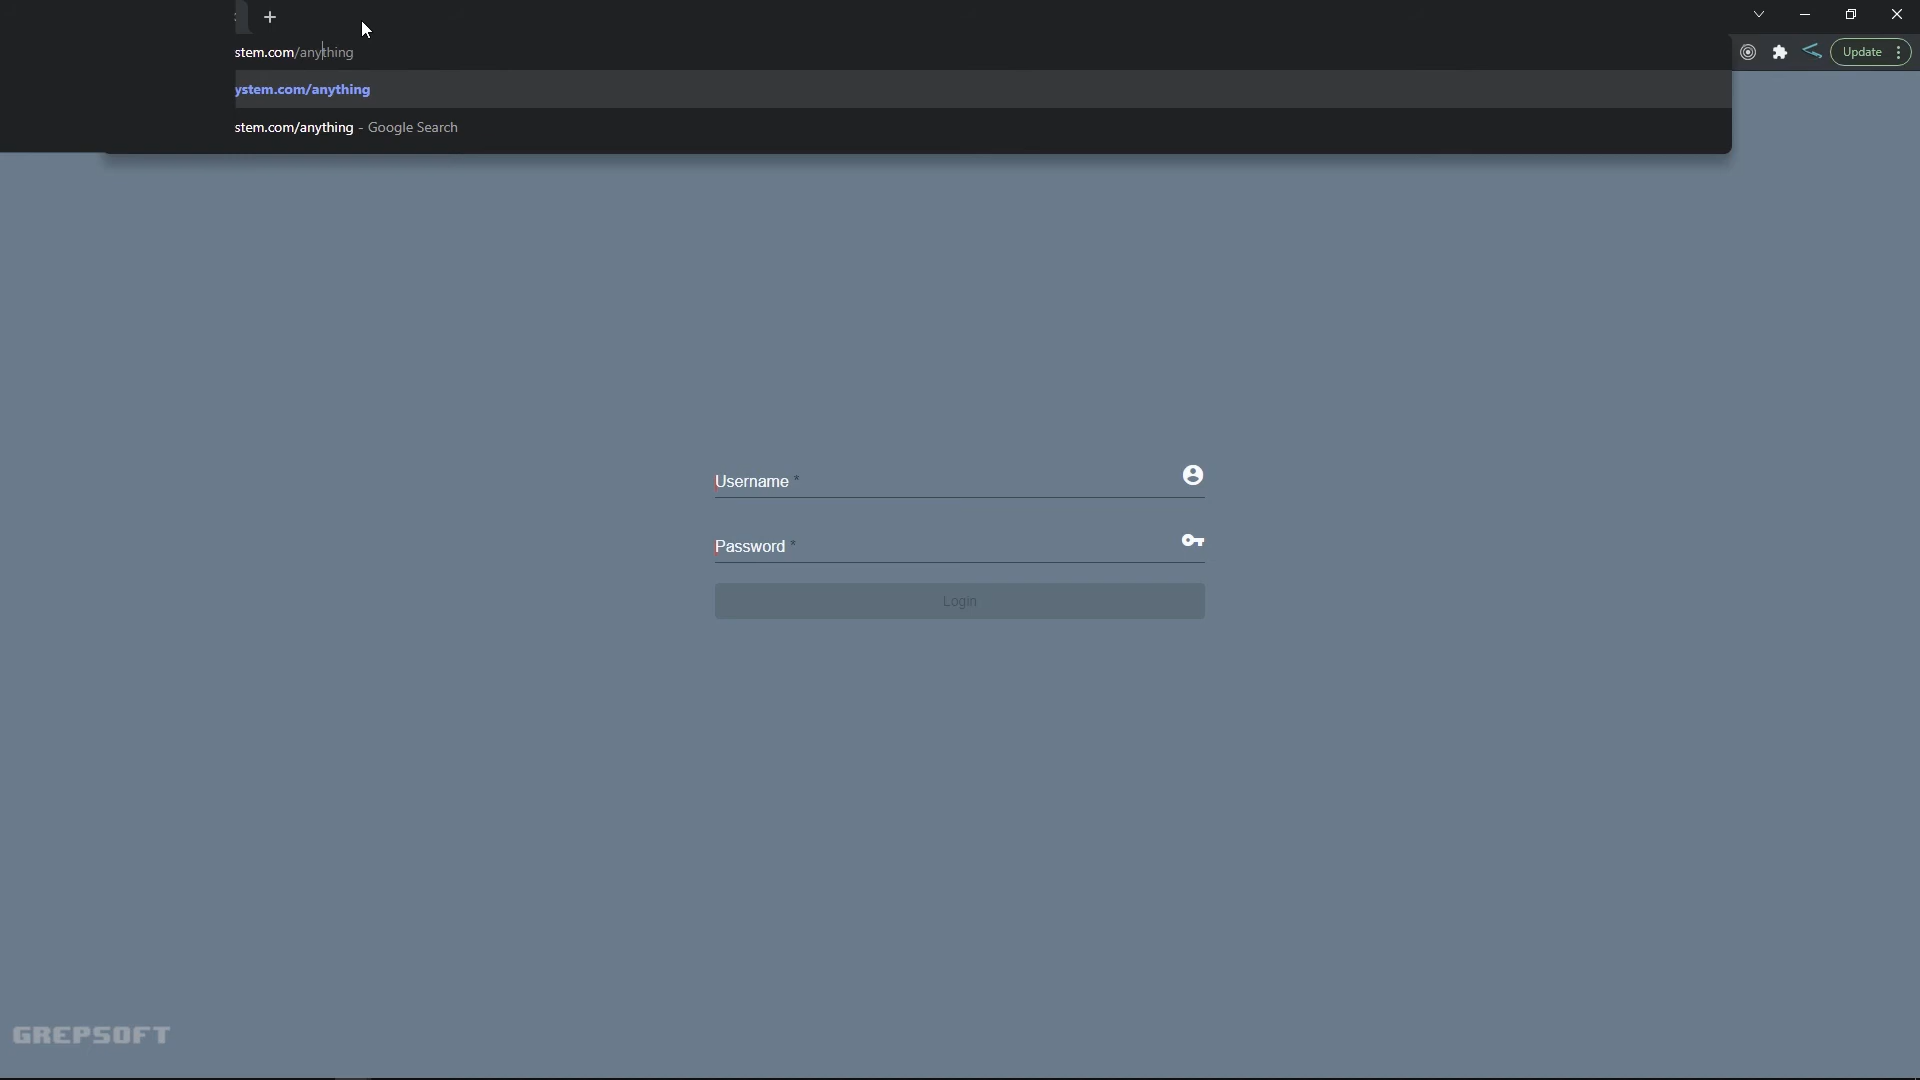 stem.com/anything
Update
ystem.com/anything
stem.com/anything - Google Search
Username *
Password *
Login
GREPSOFT